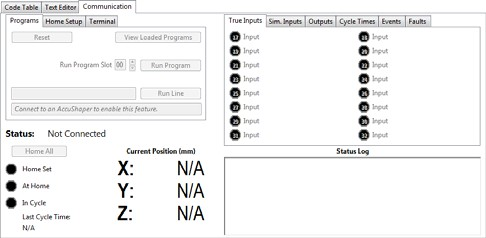 Code Table Text Editor Communication
Programs Home Setup Terminal
Reset View Loaded Programs
Run Program Slot 00 Run Program
Run Line
Connect to an AccuShaper to enable this feature.
Status: Not Connected
Home All
Home Set
At Home
In Cycle
Last Cycle Time:
N/A
Current Position (mm)
X: N/A
Y: N/A
Z: N/A
True Inputs Sim. Inputs Outputs Cycle Times Events Faults
17 Input 18 Input
Input Input
21 Input 22 Input
23 Input 24 Input
25 Input 26 Input
27 Input 28 Input
29 Input 30 Input
31 Input 32 Input
Status Log